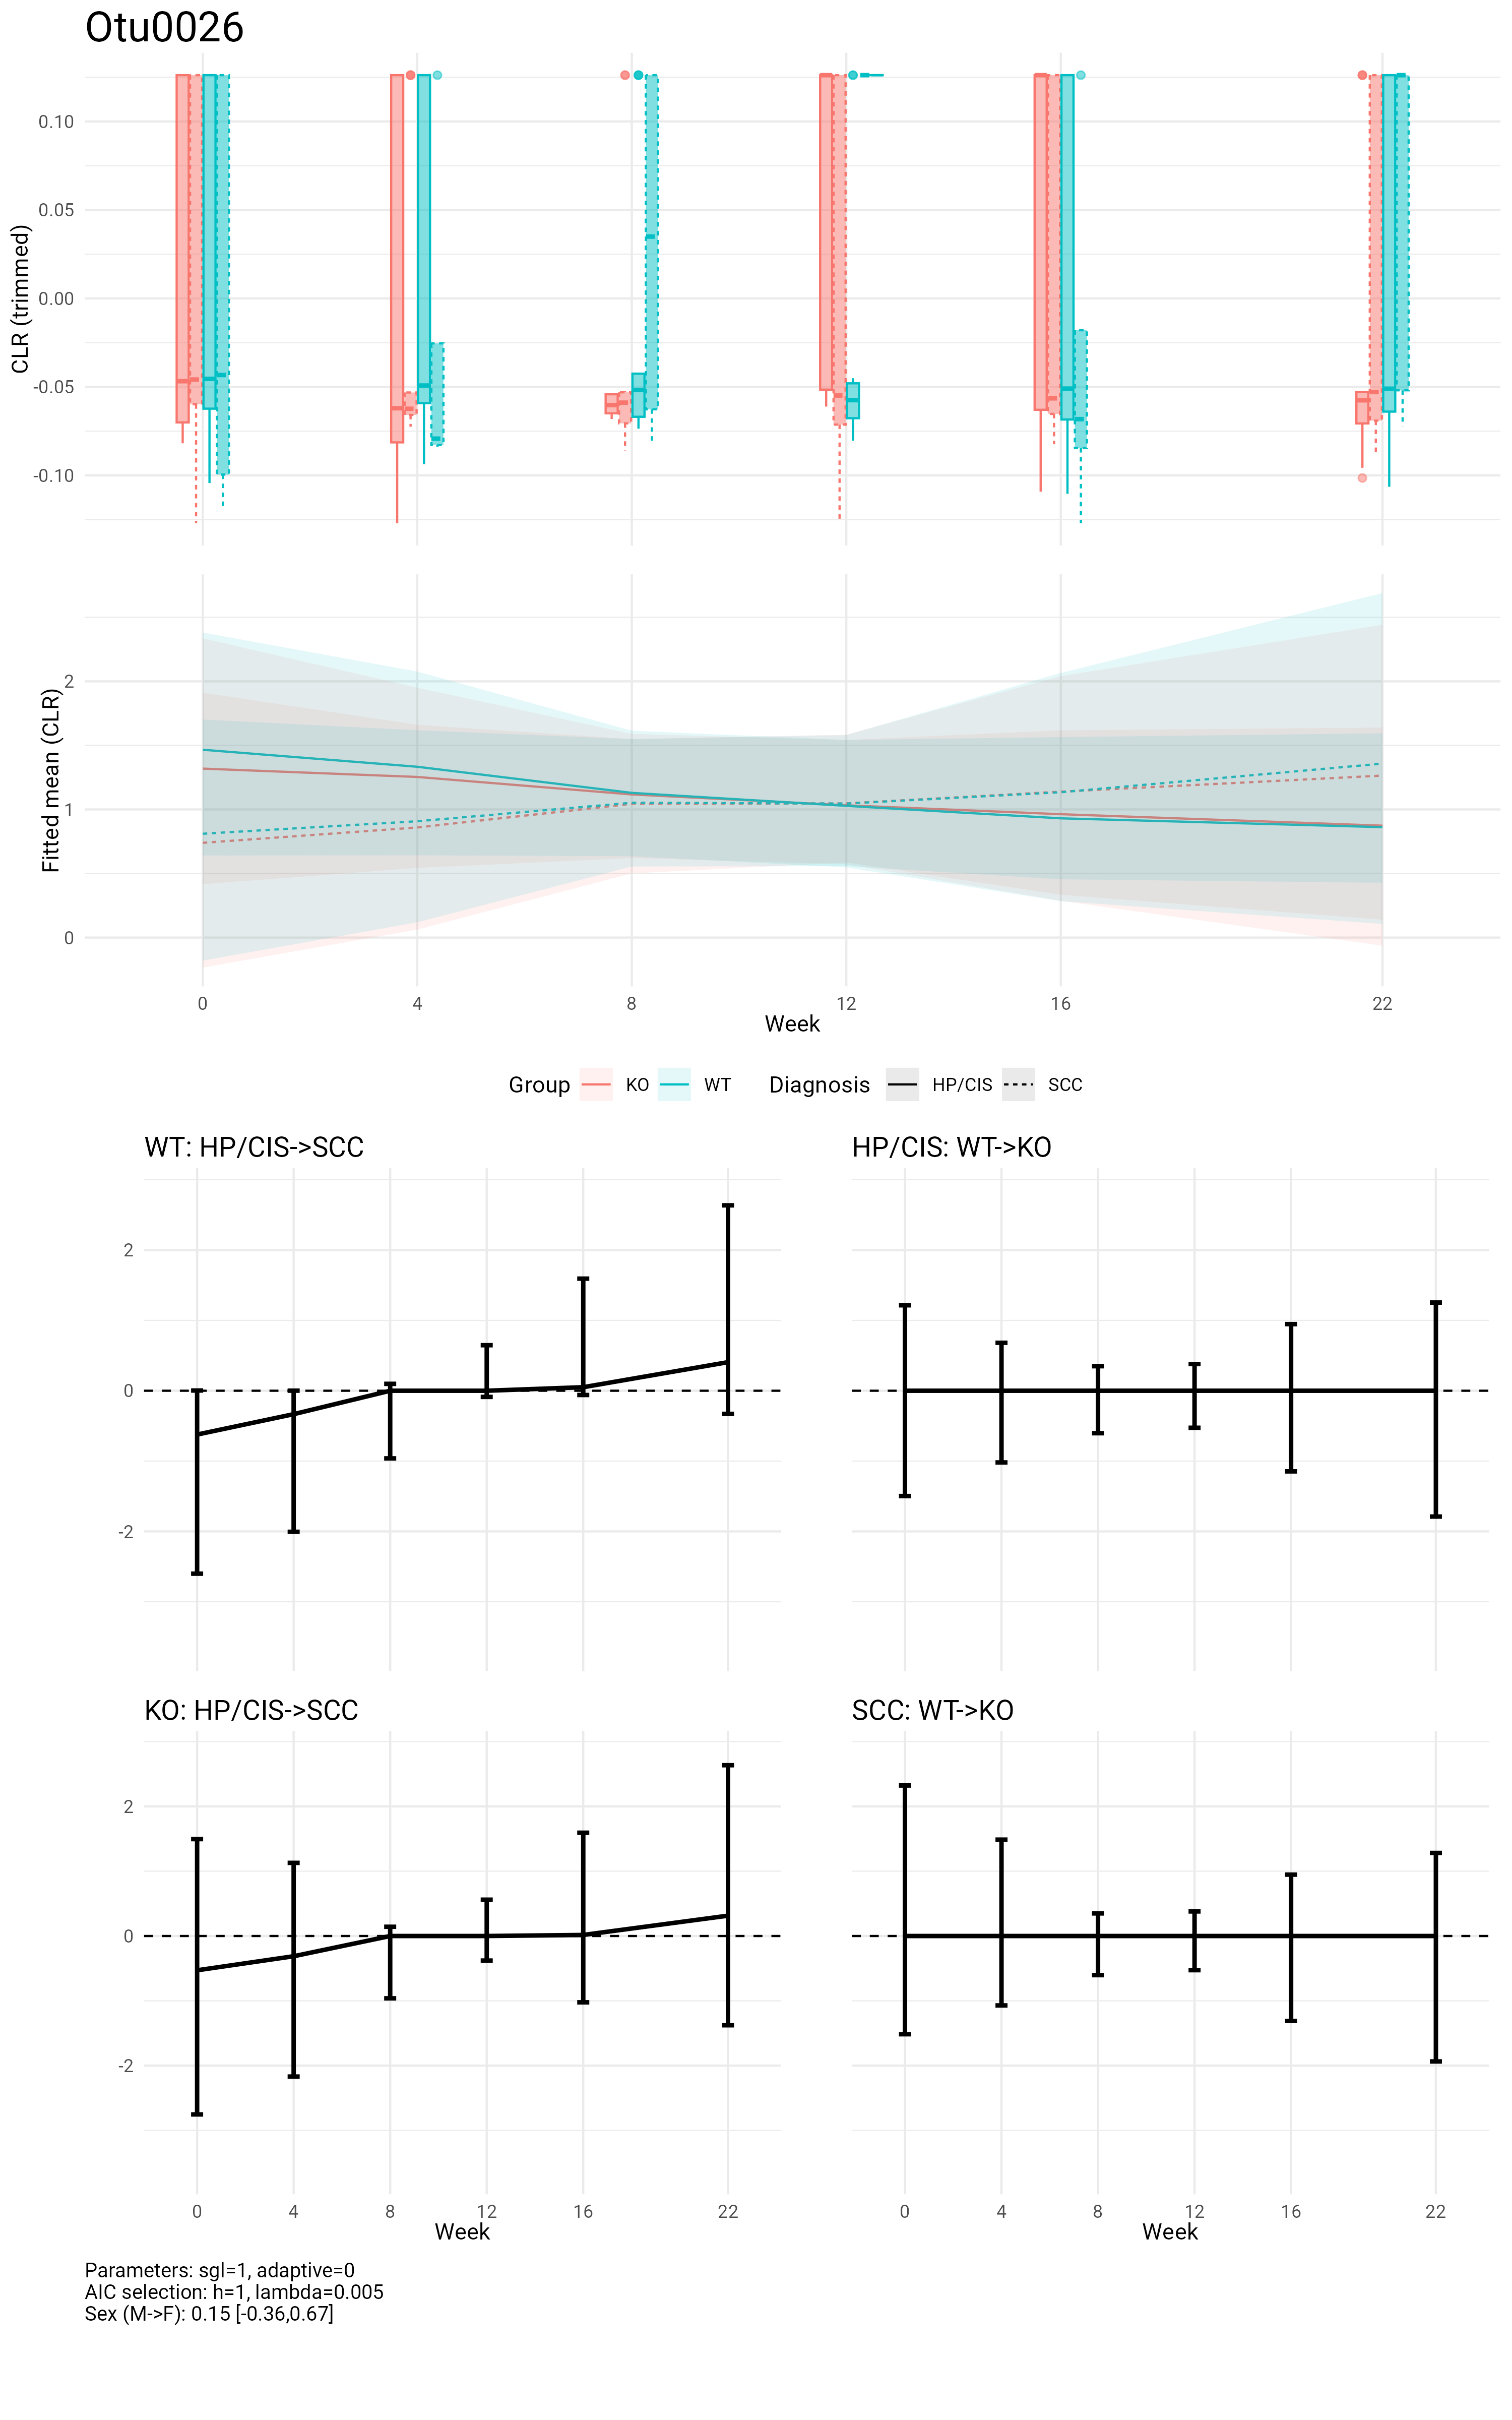 Otu0026
CLR (trimmed)
0.10
0.05
0.00
-0.05
-0.10
Fitted mean (CLR)
2
1
0
0 4 8 12 16 22
Week
Group KO WT Diagnosis HP/CIS SCC
WT: HP/CIS->SCC
2
0
-2
HP/CIS: WT->KO
KO: HP/CIS->SCC
2
0
-2
0 4 8 12 16 22
Week
SCC: WT->KO
0 4 8 12 16 22
Week
Parameters: sgl=1, adaptive=0
AIC selection: h=1, lambda=0.005
Sex (M->F): 0.15 [-0.36,0.67]